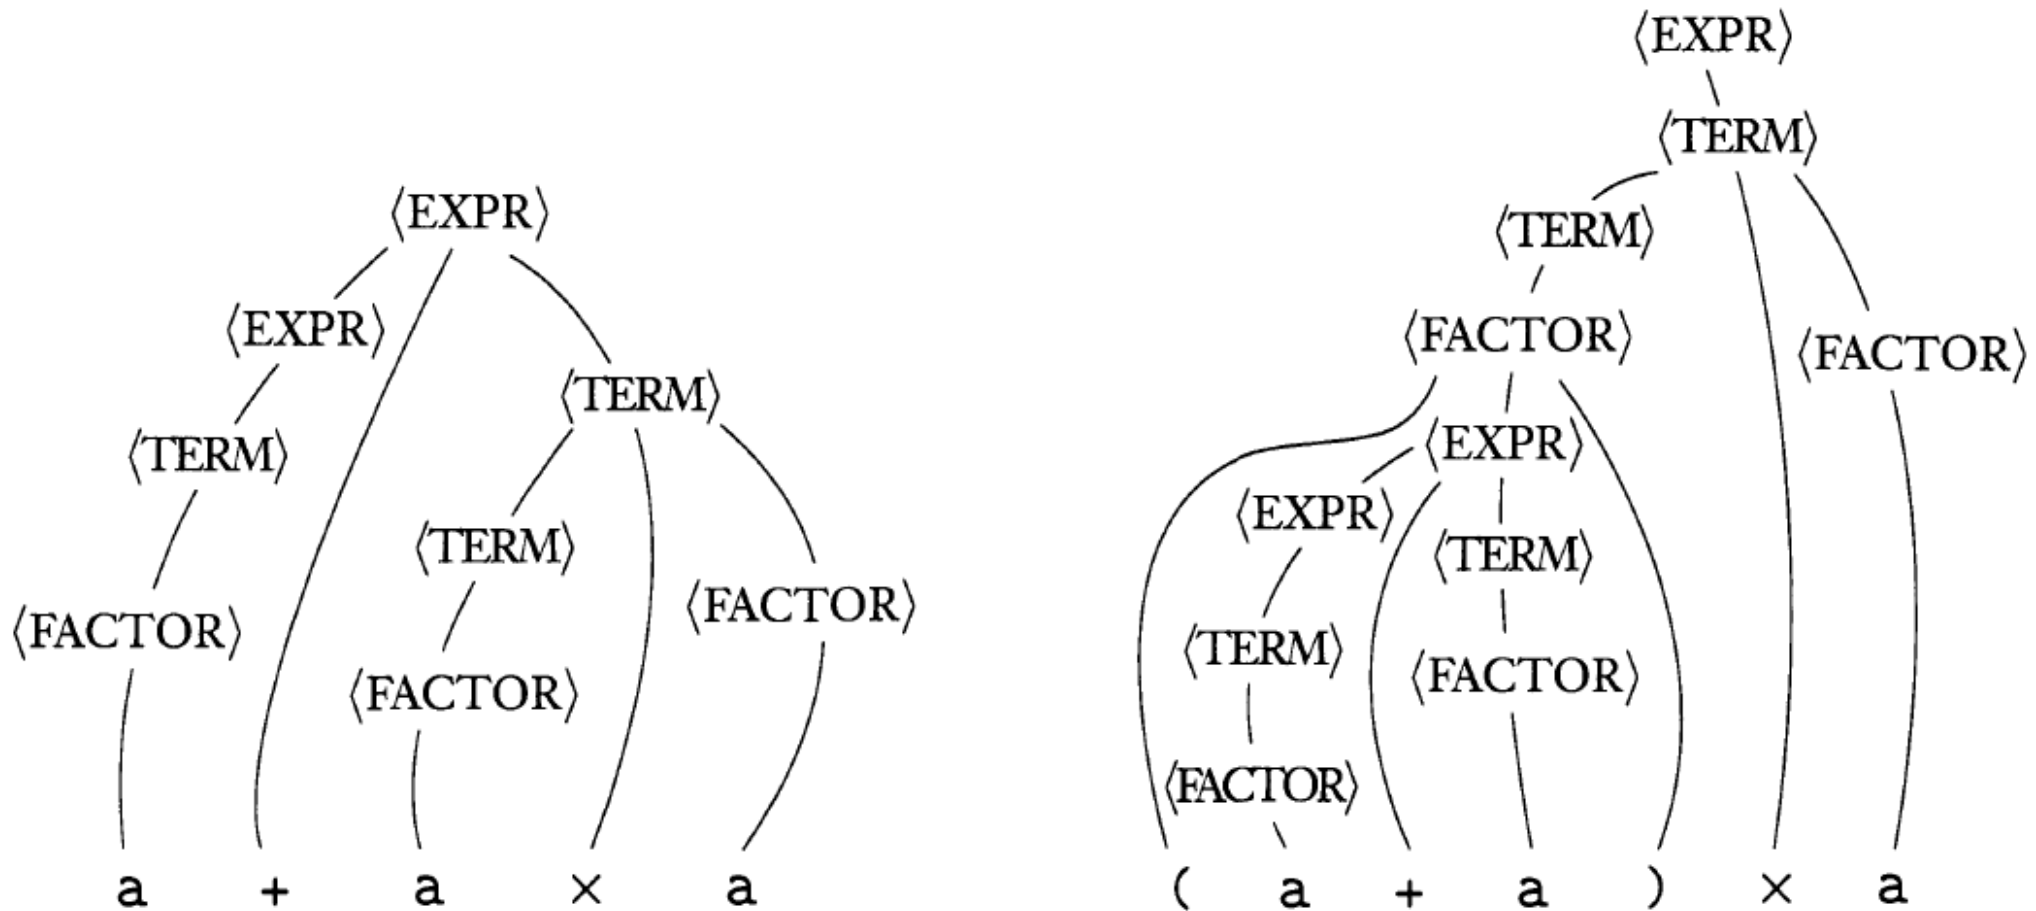 ⟨EXPR⟩
⟨EXPR⟩
⟨TERM⟩
⟨TERM⟩
⟨TERM⟩
⟨FACTOR⟩
⟨FACTOR⟩
⟨FACTOR⟩
a + a × a
⟨EXPR⟩
⟨TERM⟩
⟨TERM⟩
⟨FACTOR⟩
⟨FACTOR⟩
⟨EXPR⟩
⟨EXPR⟩
⟨TERM⟩
⟨TERM⟩
⟨FACTOR⟩
⟨FACTOR⟩
( a + a ) × a